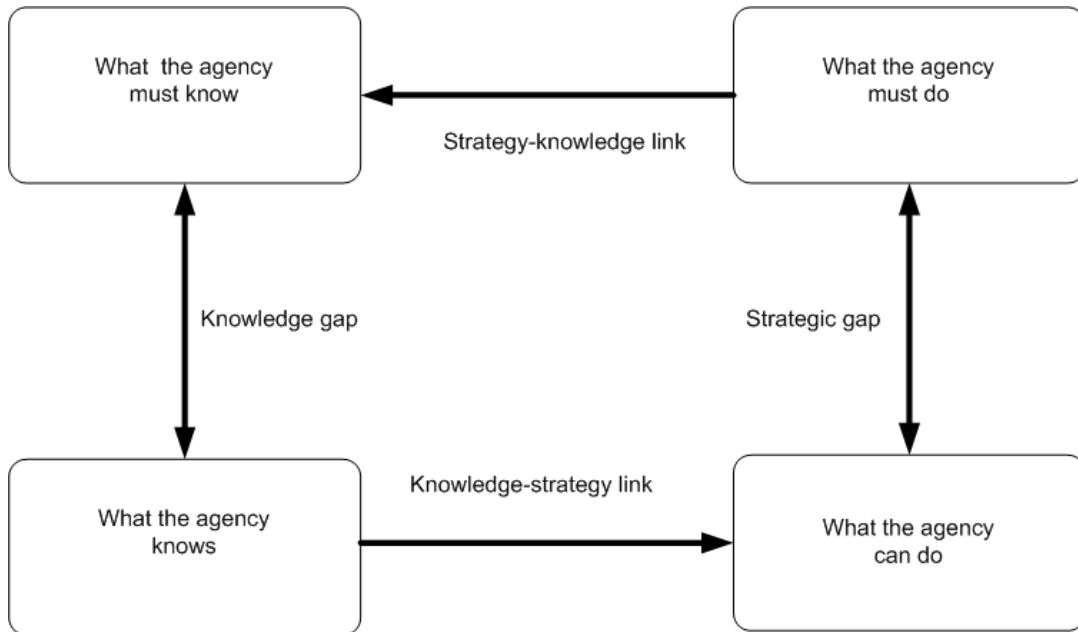 What the agency
must know
What the agency
must do
Strategy-knowledge link
Knowledge gap
Strategic gap
Knowledge-strategy link
What the agency
knows
What the agency
can do